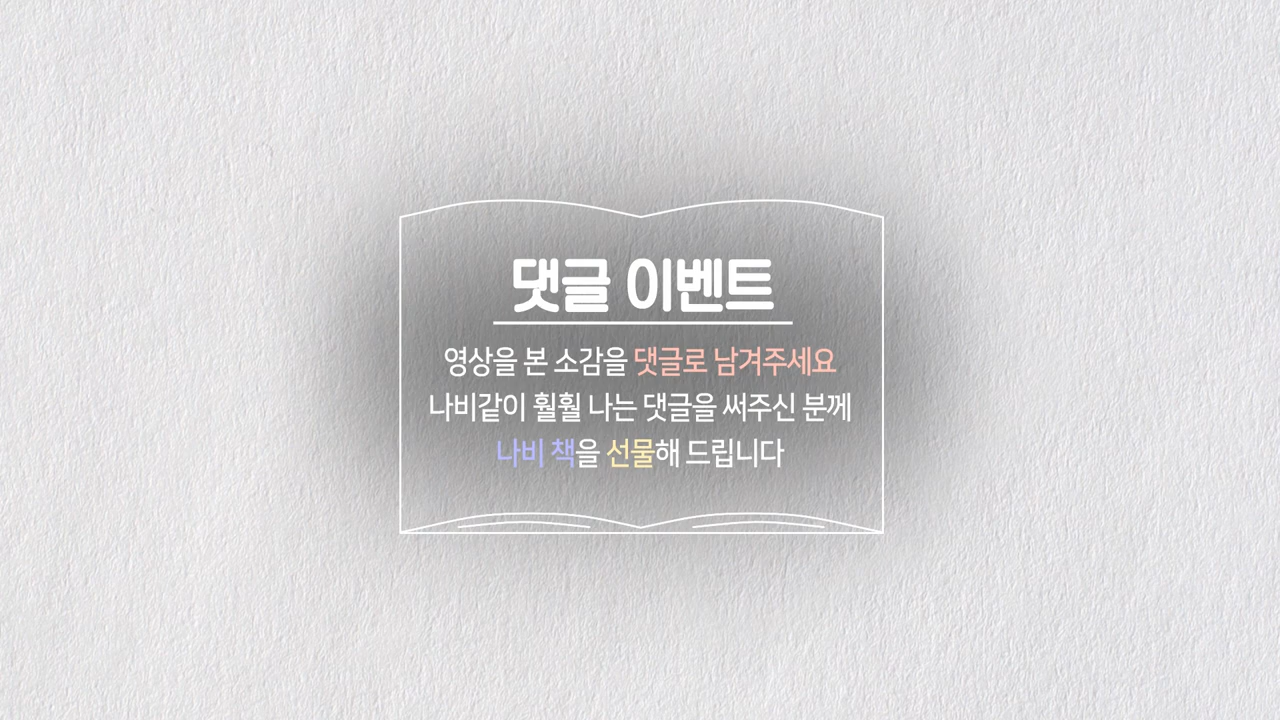 댓글 이벤트
영상을 본 소감을 댓글로 남겨주세요
나비같이 훨훨 나는 댓글을 써주신 분께
나비 책을 선물해 드립니다